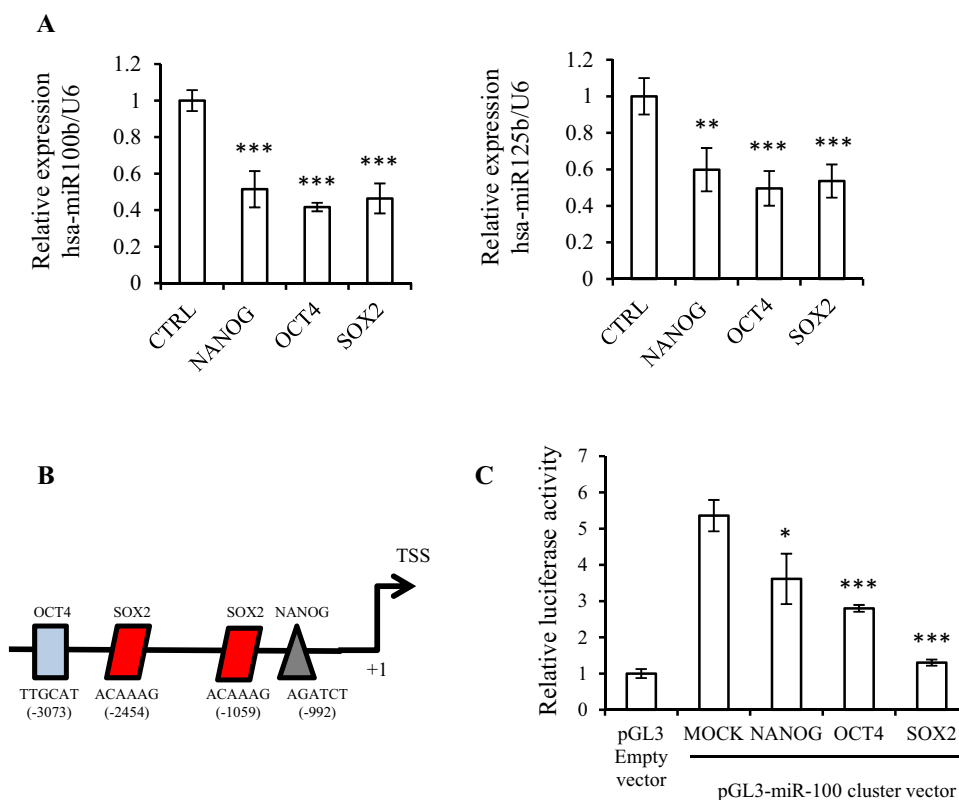 A
Relative expression
hsa-miR100b/U6
1.2
1
0.8
0.6
0.4
0.2
0
***
***
***
CTRL
NANOG
OCT4
SOX2
Relative expression
hsa-miR125b/U6
1.2
1
0.8
0.6
0.4
0.2
0
**
***
***
CTRL
NANOG
OCT4
SOX2
B
TSS
OCT4 SOX2 SOX2 NANOG
+1
TTGCAT ACAAAG ACAAAG AGATCT
(-3073) (-2454) (-1059) (-992)
C
Relative luciferase activity
7
6
5
4
3
2
1
0
*
***
***
pGL3
Empty
vector
MOCK NANOG OCT4 SOX2
pGL3-miR-100 cluster vector